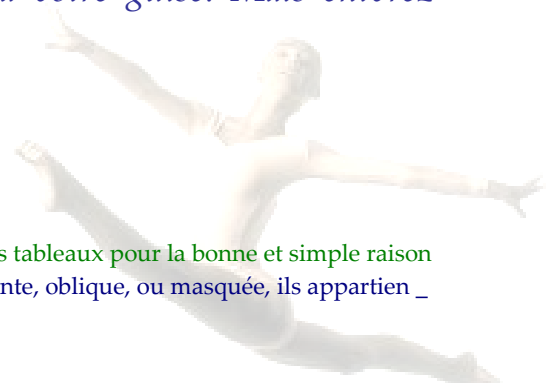 votre guise. Mais entrez
s tableaux pour la bonne et simple raison
nte, oblique, ou masquée, ils appartien _